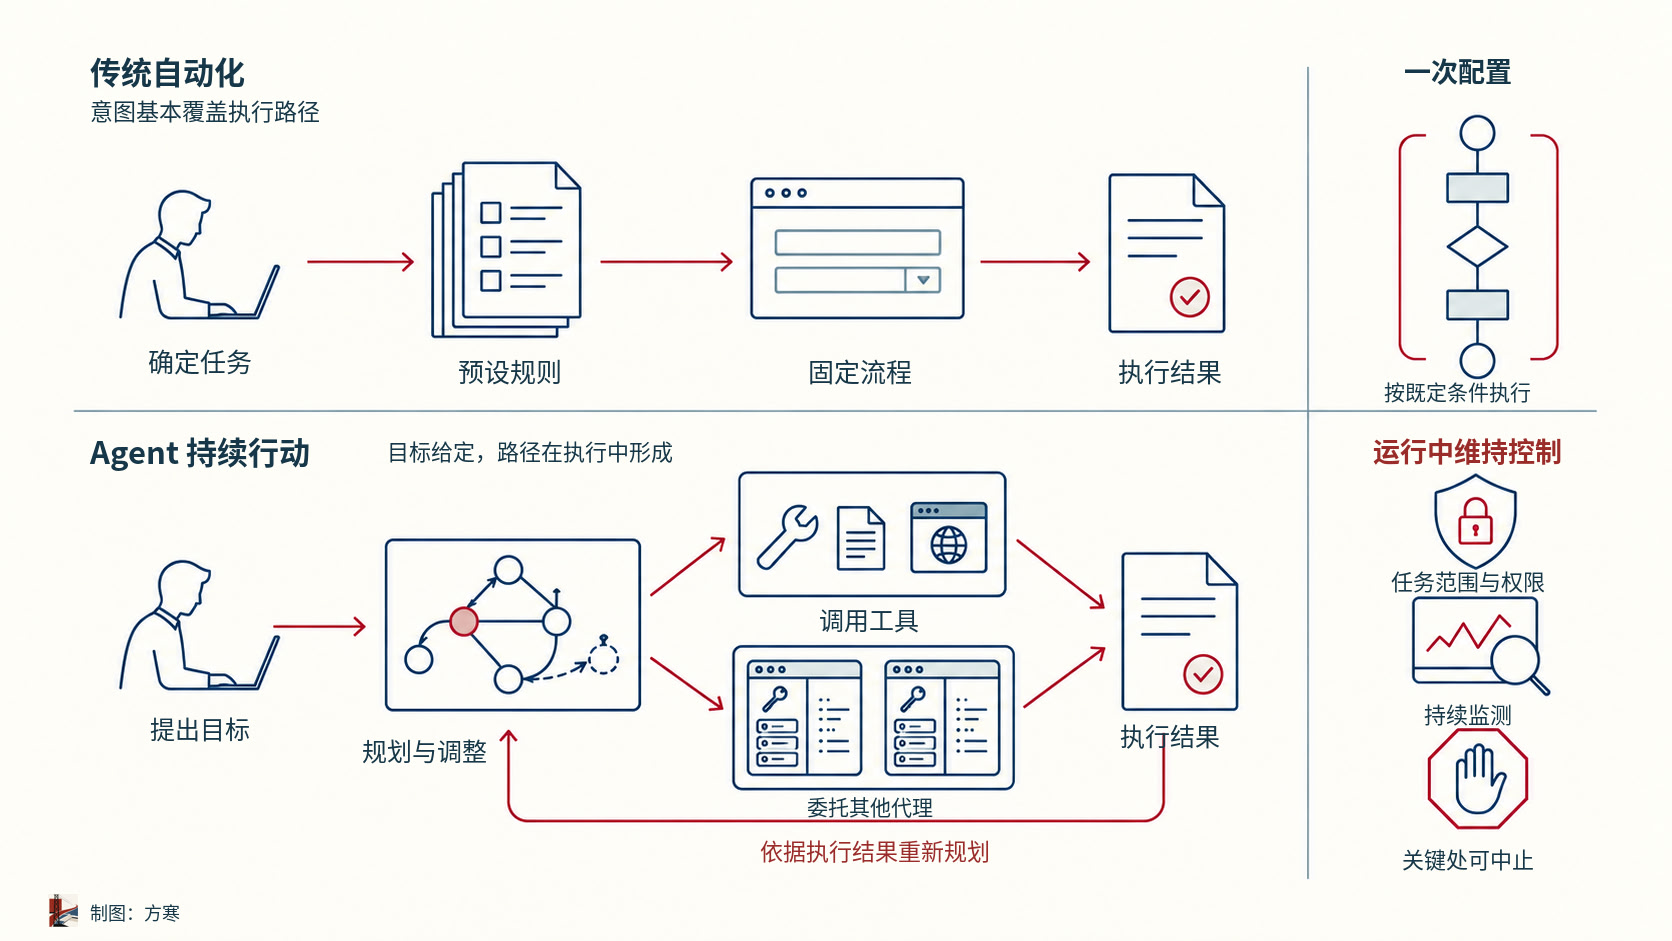 传统自动化
意图基本覆盖执行路径
确定任务
预设规则
固定流程
执行结果
一次配置
按既定条件执行
Agent 持续行动
目标给定，路径在执行中形成
提出目标
规划与调整
调用工具
委托其他代理
执行结果
依据执行结果重新规划
运行中维持控制
任务范围与权限
持续监测
关键处可中止
制图：方寒